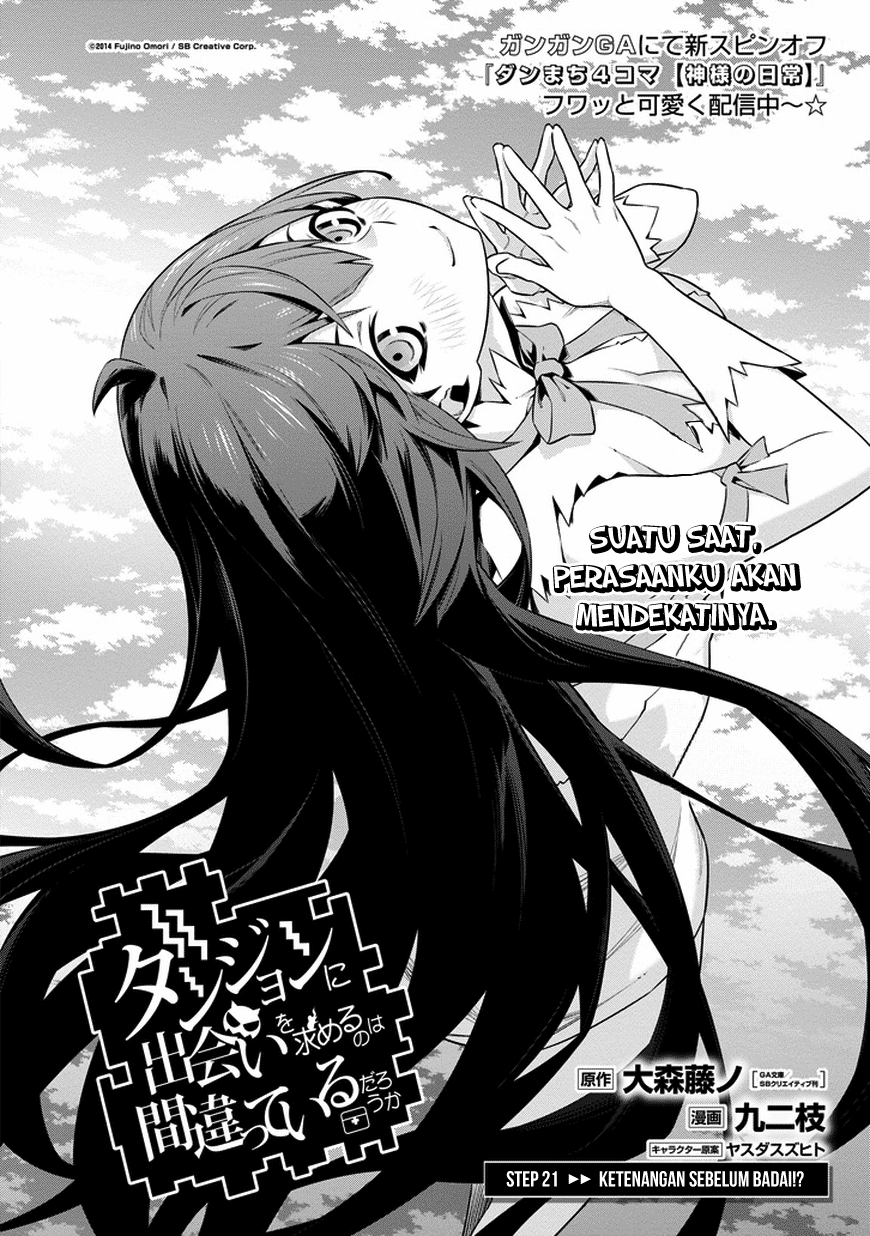 ©2014 Fujino Omori / SB Creative Corp.
ガンガンGAにて新スピンオフ
『ダンまち4コマ【神様の日常】』
フワッと可愛く配信中〜☆
SUATU SAAT,
PERASAANKU AKAN
MENDEKATINYA.
ダンジョンに
出会いを求めるのは
間違っているだろうか
原作 大森藤ノ [GA文庫/SBクリエイティブ刊]
漫画 九二枝
キャラクター原案 ヤスダスズヒト
STEP 21 ▶▶ KETENANGAN SEBELUM BADAI!?